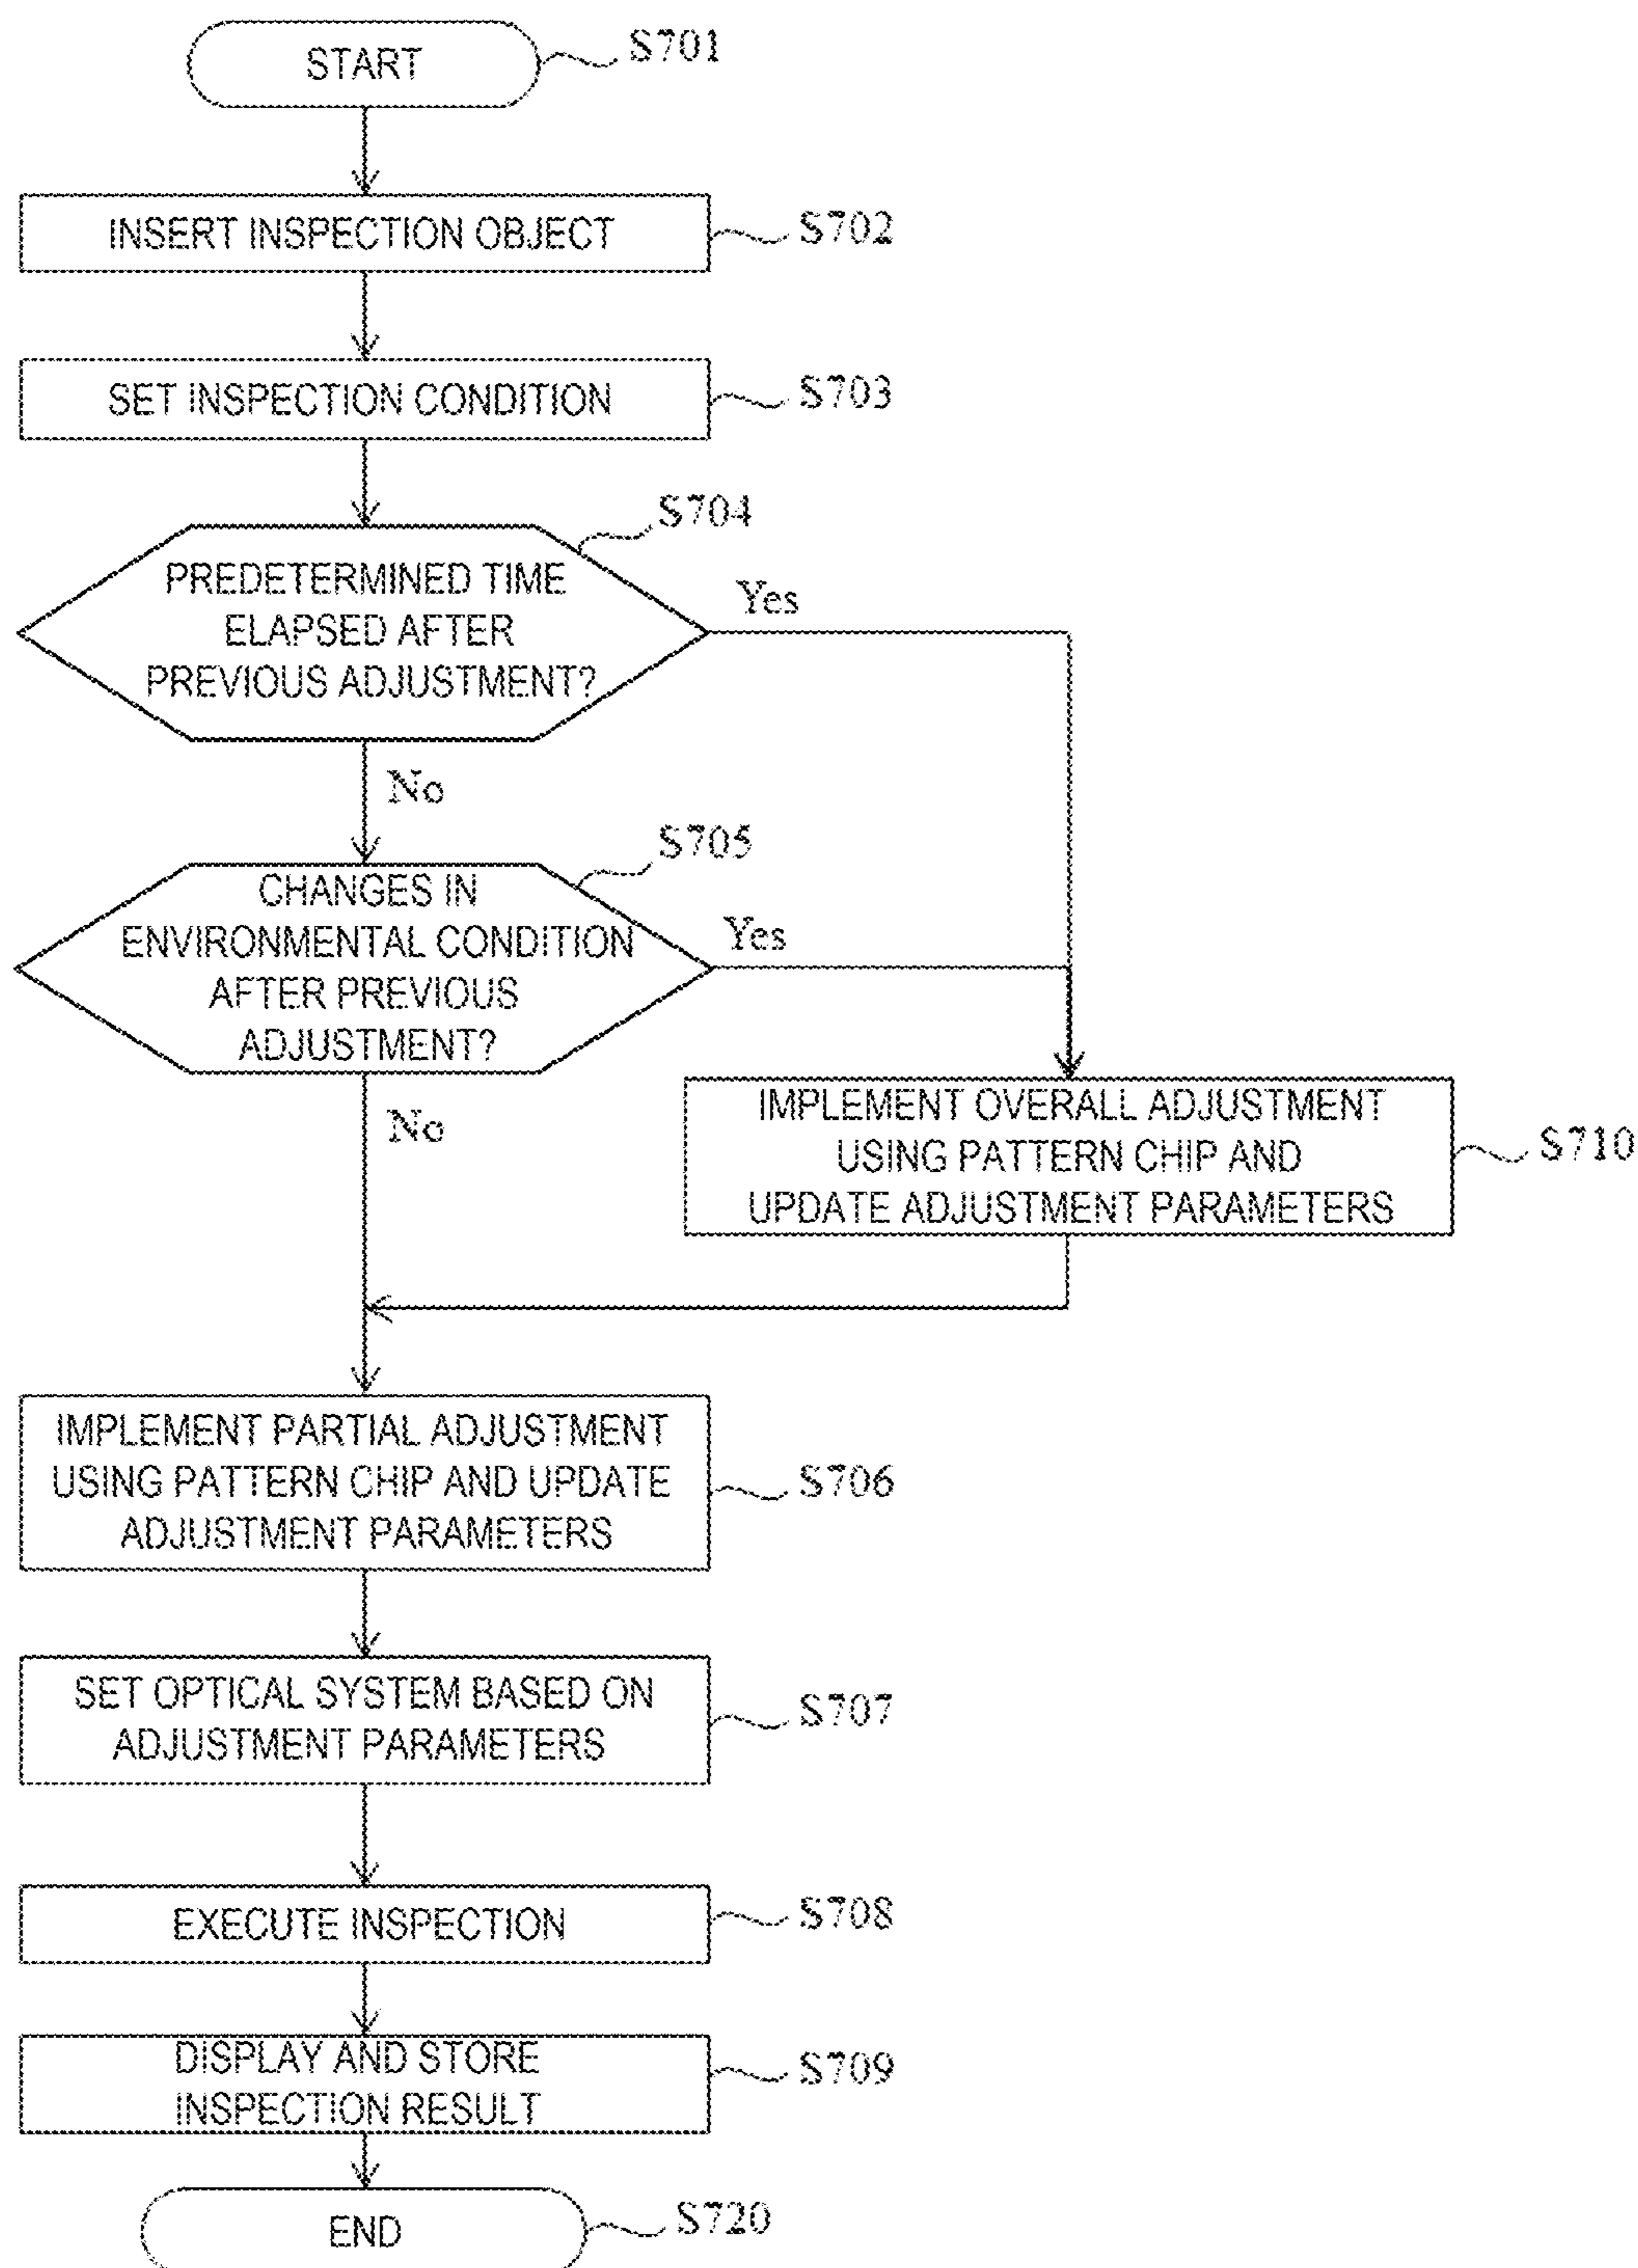 START
S701
INSERT INSPECTION OBJECT
S702
SET INSPECTION CONDITION
S703
S704
PREDETERMINED TIME
ELAPSED AFTER
PREVIOUS ADJUSTMENT?
Yes
No
S705
CHANGES IN
ENVIRONMENTAL CONDITION
AFTER PREVIOUS
ADJUSTMENT?
Yes
No
IMPLEMENT OVERALL ADJUSTMENT
USING PATTERN CHIP AND
UPDATE ADJUSTMENT PARAMETERS
S710
IMPLEMENT PARTIAL ADJUSTMENT
USING PATTERN CHIP AND UPDATE
ADJUSTMENT PARAMETERS
S706
SET OPTICAL SYSTEM BASED ON
ADJUSTMENT PARAMETERS
S707
EXECUTE INSPECTION
S708
DISPLAY AND STORE
INSPECTION RESULT
S709
END
S720